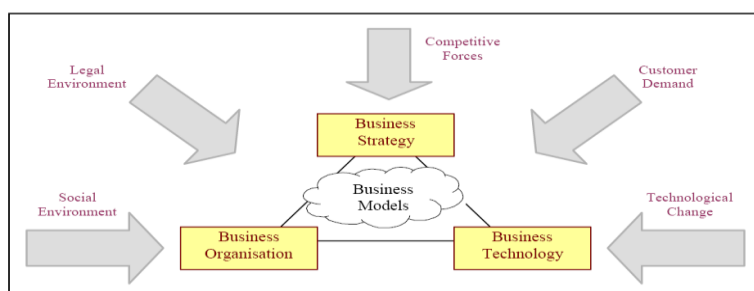 Competitive
Forces
Legal
Environment
Customer
Demand
Business
Strategy
Business
Models
Social
Environment
Technological
Change
Business
Organisation
Business
Technology